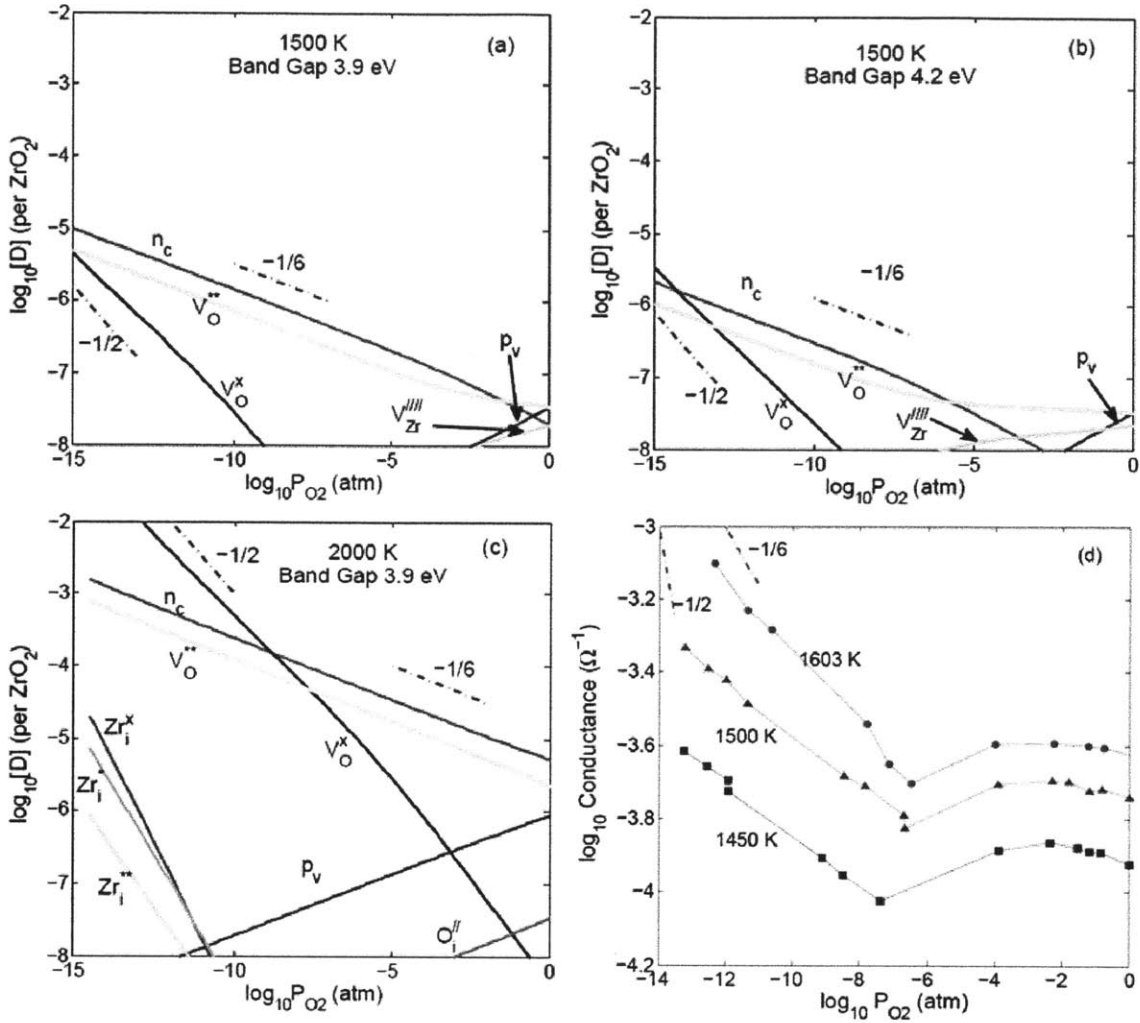 (a)
1500 K
Band Gap 3.9 eV
log₁₀[D] (per ZrO₂)
−2
−3
−4
−5
−6
−7
−8
n_c
−1/6
V_O^••
−1/2
V_O^x
p_v
V_Zr^////
−15
−10
−5
0
log₁₀P_O2 (atm)
(b)
1500 K
Band Gap 4.2 eV
log₁₀[D] (per ZrO₂)
−2
−3
−4
−5
−6
−7
−8
n_c
−1/6
V_O^••
−1/2
V_O^x
p_v
V_Zr^////
−15
−10
−5
0
log₁₀P_O2 (atm)
(c)
2000 K
Band Gap 3.9 eV
log₁₀[D] (per ZrO₂)
−2
−3
−4
−5
−6
−7
−8
−1/2
n_c
V_O^••
−1/6
Zr_i^x
V_O^x
Zr_i^•
p_v
Zr_i^••
O_i^//
−15
−10
−5
0
log₁₀P_O2 (atm)
(d)
log₁₀ Conductance (Ω⁻¹)
−3
−3.2
−3.4
−3.6
−3.8
−4
−4.2
−1/6
−1/2
1603 K
1500 K
1450 K
−14
−12
−10
−8
−6
−4
−2
0
log₁₀ P_O2 (atm)